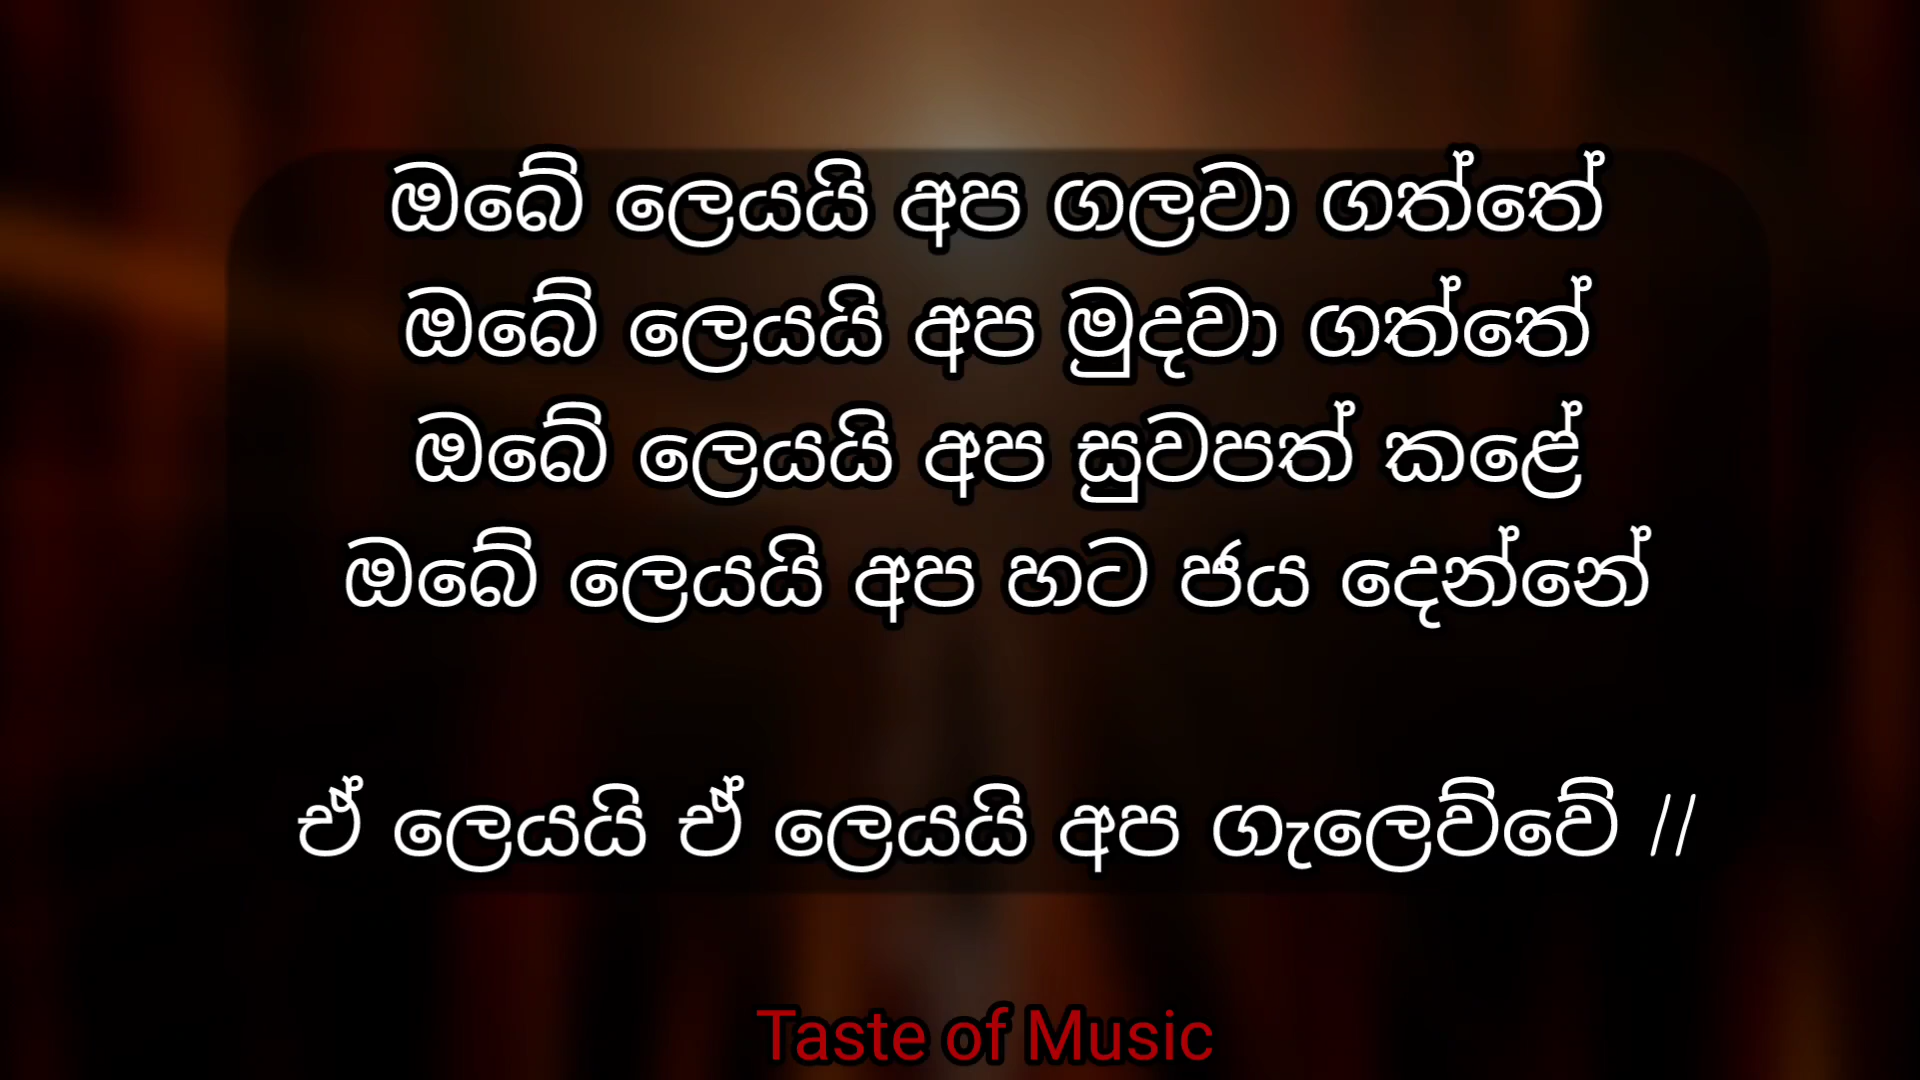 ඔබේ ලෙයයි අප ගලවා ගත්තේ
ඔබේ ලෙයයි අප මුදවා ගත්තේ
ඔබේ ලෙයයි අප සුවපත් කළේ
ඔබේ ලෙයයි අප හට ජය දෙන්නේ
ඒ ලෙයයි ඒ ලෙයයි අප ගැලෙව්වේ //
Taste of Music